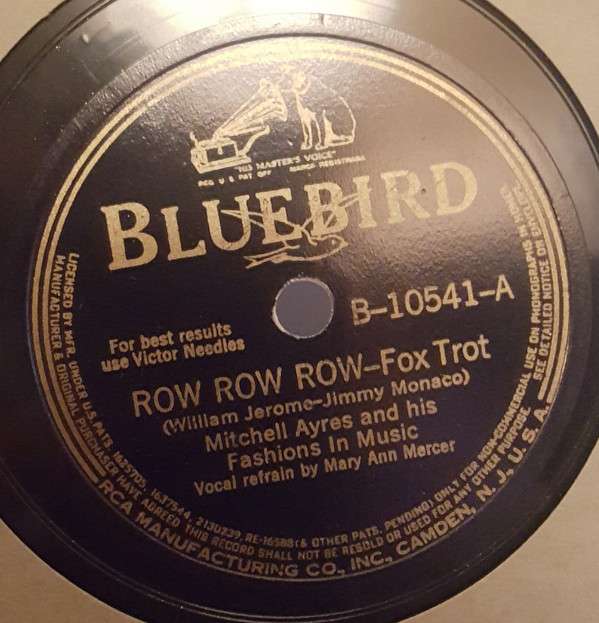 "HIS MASTER'S VOICE"
REG U S PAT OFF MARCA REGISTRADA
BLUEBIRD
B-10541-A
For best results
use Victor Needles
ROW ROW ROW-Fox Trot
(William Jerome-Jimmy Monaco)
Mitchell Ayres and his
Fashions In Music
Vocal refrain by Mary Ann Mercer
LICENSED BY MFR. UNDER U.S. PATS. 1625705, 1637544, 2130239, RE-16588 (& OTHER PATS. PENDING) ONLY FOR NON-COMMERCIAL USE ON PHONOGRAPHS IN HOMES.
MANUFACTURER & ORIGINAL PURCHASER HAVE AGREED THIS RECORD SHALL NOT BE RESOLD OR USED FOR ANY OTHER PURPOSE. SEE DETAILED NOTICE ON ENVELOPE.
RCA MANUFACTURING CO., INC., CAMDEN, N. J., U. S. A.